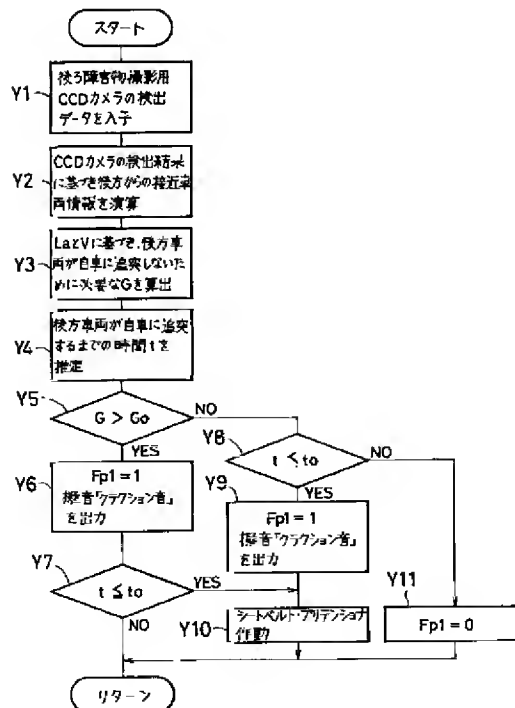 スタート
Y1
後ろ障害物撮影用
CCDカメラの検出
データを入手
Y2
CCDカメラの検出結果
に基づき後方からの接近車
両情報を演算
Y3
LaとVに基づき、後方車
両が自車に追突しないた
めに必要なGを算出
Y4
後方車両が自車に追突
するまでの時間tを
推定
Y5
G > Go
NO
YES
Y6
Fp1 = 1
擬音「クラクション音」
を出力
Y7
t ≤ to
YES
NO
Y8
t ≤ to
NO
YES
Y9
Fp1 = 1
擬音「クラクション音」
を出力
Y10
シートベルト・プリテンショナ
作動
Y11
Fp1 = 0
リターン